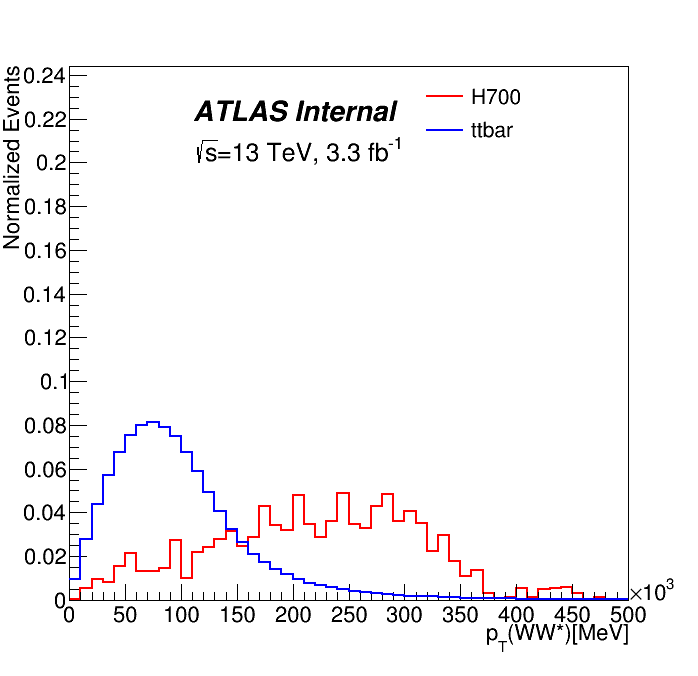 Normalized Events
0.24
0.22
0.2
0.18
0.16
0.14
0.12
0.1
0.08
0.06
0.04
0.02
0
ATLAS Internal
√s=13 TeV, 3.3 fb⁻¹
H700
ttbar
0 50 100 150 200 250 300 350 400 450 500
×10³
p_T(WW*)[MeV]